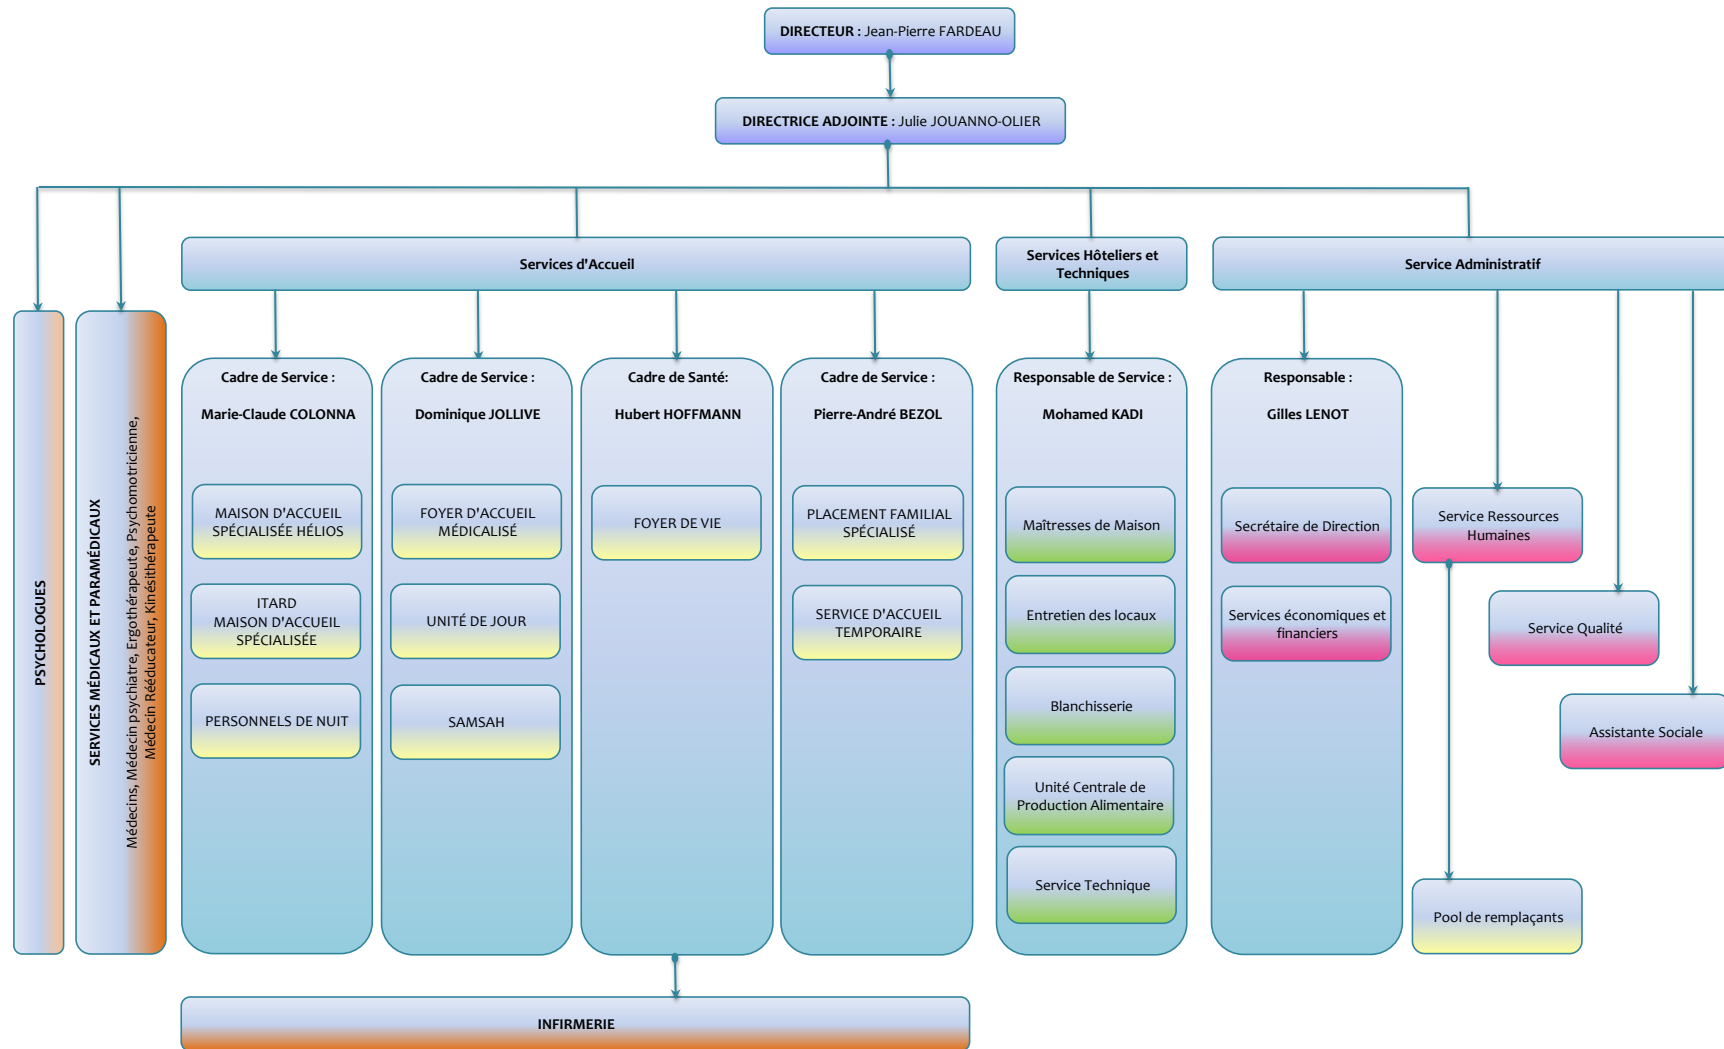 DIRECTEUR : Jean-Pierre FARDEAU
DIRECTRICE ADJOINTE : Julie JOUANNO-OLIER
PSYCHOLOGUES
SERVICES MÉDICAUX ET PARAMÉDICAUX
Médecins, Médecin psychiatre, Ergothérapeute, Psychomotricienne,
Médecin Rééducateur, Kinésithérapeute
Services d'Accueil
Cadre de Service :
Marie-Claude COLONNA
MAISON D'ACCUEIL
SPÉCIALISÉE HÉLIOS
ITARD
MAISON D'ACCUEIL
SPÉCIALISÉE
PERSONNELS DE NUIT
Cadre de Service :
Dominique JOLLIVE
FOYER D'ACCUEIL
MÉDICALISÉ
UNITÉ DE JOUR
SAMSAH
Cadre de Santé:
Hubert HOFFMANN
FOYER DE VIE
Cadre de Service :
Pierre-André BEZOL
PLACEMENT FAMILIAL
SPÉCIALISÉ
SERVICE D'ACCUEIL
TEMPORAIRE
INFIRMERIE
Services Hôteliers et
Techniques
Responsable de Service :
Mohamed KADI
Maîtresses de Maison
Entretien des locaux
Blanchisserie
Unité Centrale de
Production Alimentaire
Service Technique
Service Administratif
Responsable :
Gilles LENOT
Secrétaire de Direction
Services économiques et
financiers
Service Ressources
Humaines
Service Qualité
Assistante Sociale
Pool de remplaçants